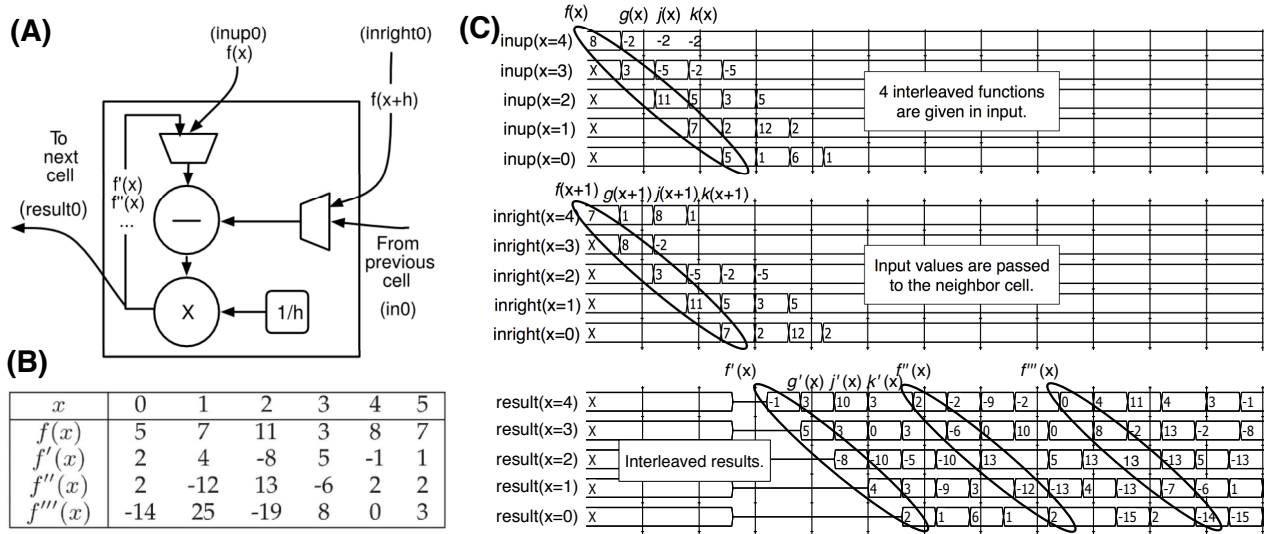 (A)
(inup0)
f(x)
(inright0)
f(x+h)
To
next
cell
(result0)
f'(x)
f''(x)
...
—
X
1/h
From
previous
cell
(in0)
(B)
x 0 1 2 3 4 5
f(x) 5 7 11 3 8 7
f'(x) 2 4 -8 5 -1 1
f''(x) 2 -12 13 -6 2 2
f'''(x) -14 25 -19 8 0 3
(C)
f(x) g(x) j(x) k(x)
inup(x=4) 8 -2 -2 -2
inup(x=3) X 3 -5 -2 -5
inup(x=2) X 11 5 3 5
inup(x=1) X 7 2 12 2
inup(x=0) X 5 1 6 1
4 interleaved functions
are given in input.
f(x+1) g(x+1) j(x+1) k(x+1)
inright(x=4) 7 1 8 1
inright(x=3) X 8 -2
inright(x=2) X 3 -5 -2 -5
inright(x=1) X 11 5 3 5
inright(x=0) X 7 2 12 2
Input values are passed
to the neighbor cell.
f'(x) g'(x) j'(x) k'(x) f''(x) f'''(x)
result(x=4) X -1 3 10 3 2 -2 -9 -2 0 4 11 4 3 -1
result(x=3) X 5 3 0 3 -6 0 10 0 8 -2 13 -2 -8
result(x=2) X -8 -10 -5 -10 13 5 13 13 -13 5 -13
result(x=1) X 4 3 -9 3 -12 -13 4 -13 -7 -6 1
result(x=0) X 2 1 6 1 2 -15 2 -14 -15
Interleaved results.